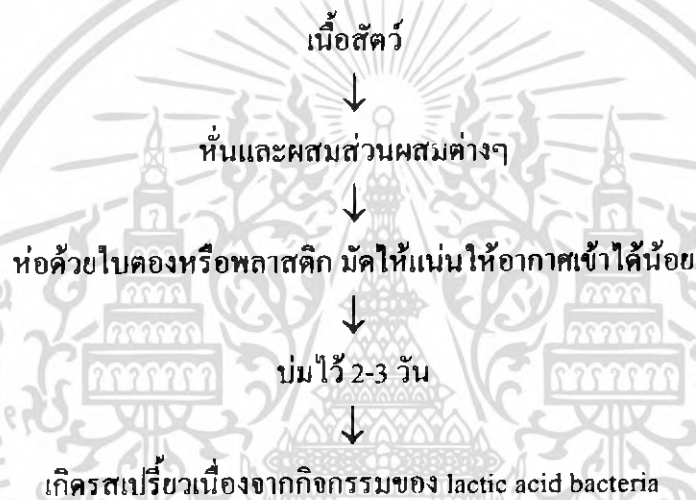 เนื้อสัตว์
↓
หั่นและผสมส่วนผสมต่างๆ
↓
ห่อด้วยใบตองหรือพลาสติก มัดให้แน่นให้อากาศเข้าได้น้อย
↓
บ่มไว้ 2-3 วัน
↓
เกิดรสเปรี้ยวเนื่องจากกิจกรรมของ lactic acid bacteria